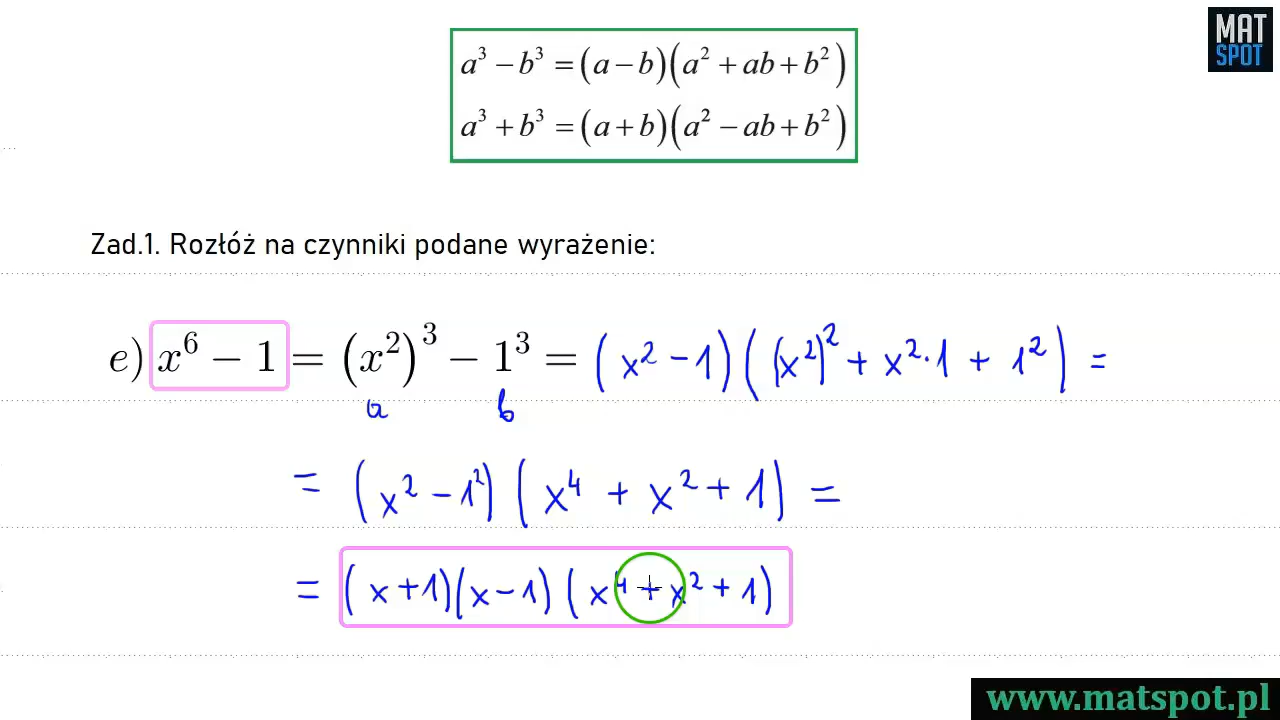 MAT
SPOT
a³ − b³ = (a − b)(a² + ab + b²)
a³ + b³ = (a + b)(a² − ab + b²)
Zad.1. Rozłóż na czynniki podane wyrażenie:
e) x⁶ − 1 = (x²)³ − 1³ = (x² − 1)((x²)² + x² · 1 + 1²) =
a b
= (x² − 1²)(x⁴ + x² + 1) =
= (x + 1)(x − 1)(x⁴ + x² + 1)
www.matspot.pl